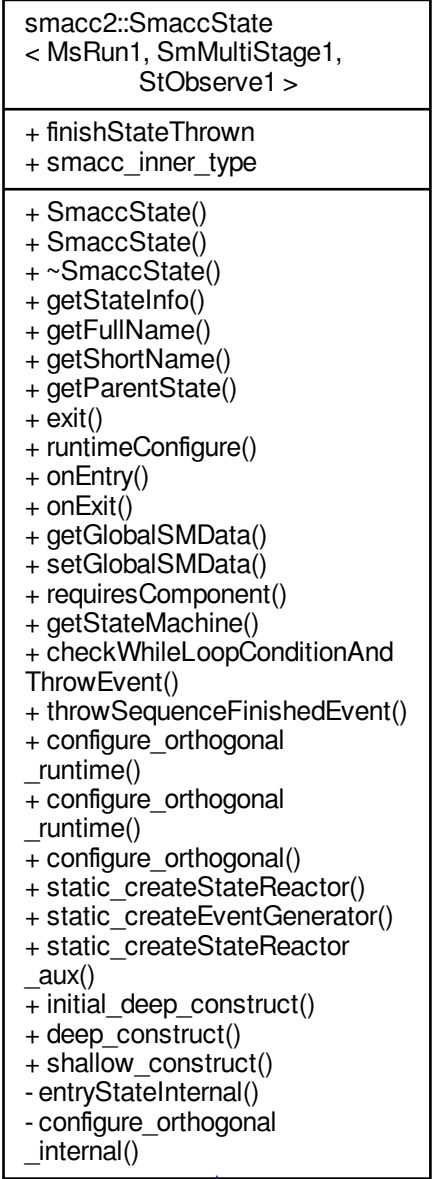 smacc2::SmaccState
< MsRun1, SmMultiStage1,
StObserve1 >
+ finishStateThrown
+ smacc_inner_type
+ SmaccState()
+ SmaccState()
+ ~SmaccState()
+ getStateInfo()
+ getFullName()
+ getShortName()
+ getParentState()
+ exit()
+ runtimeConfigure()
+ onEntry()
+ onExit()
+ getGlobalSMData()
+ setGlobalSMData()
+ requiresComponent()
+ getStateMachine()
+ checkWhileLoopConditionAnd
ThrowEvent()
+ throwSequenceFinishedEvent()
+ configure_orthogonal
_runtime()
+ configure_orthogonal
_runtime()
+ configure_orthogonal()
+ static_createStateReactor()
+ static_createEventGenerator()
+ static_createStateReactor
_aux()
+ initial_deep_construct()
+ deep_construct()
+ shallow_construct()
- entryStateInternal()
- configure_orthogonal
_internal()